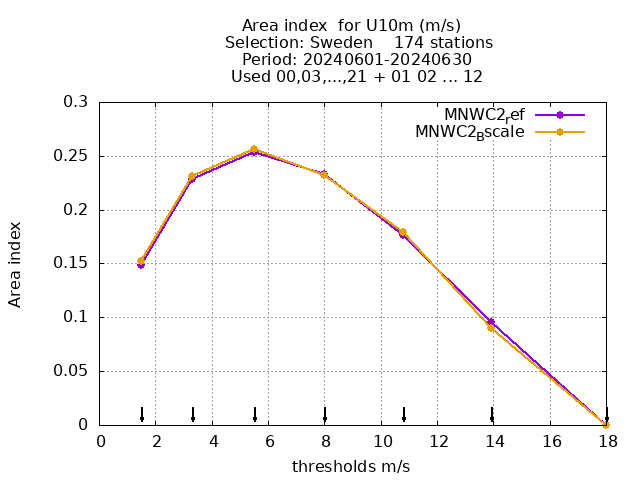 Area index  for U10m (m/s)
Selection: Sweden    174 stations
Period: 20240601-20240630
Used 00,03,...,21 + 01 02 ... 12
MNWC2_ref
MNWC2_Bscale
0.3
0.25
0.2
0.15
0.1
0.05
0
Area index
0 2 4 6 8 10 12 14 16 18
thresholds m/s